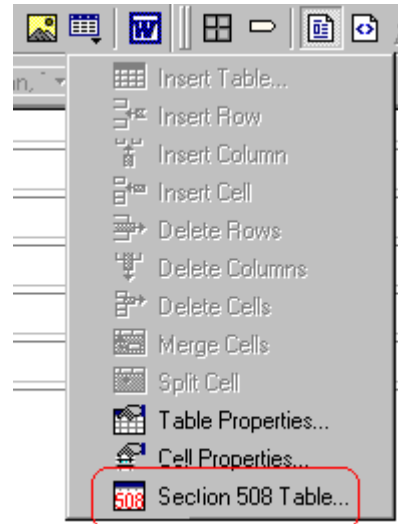 an, ˜
Insert Table...
Insert Row
Insert Column
Insert Cell
Delete Rows
Delete Columns
Delete Cells
Merge Cells
Split Cell
Table Properties...
Cell Properties...
508 Section 508 Table...